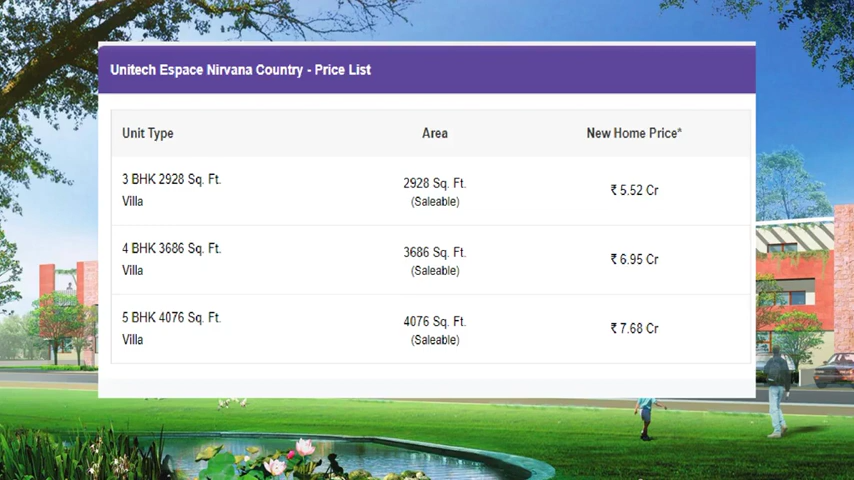 Unitech Espace Nirvana Country - Price List
Unit Type Area New Home Price*
3 BHK 2928 Sq. Ft.
Villa
2928 Sq. Ft.
(Saleable)
₹ 5.52 Cr
4 BHK 3686 Sq. Ft.
Villa
3686 Sq. Ft.
(Saleable)
₹ 6.95 Cr
5 BHK 4076 Sq. Ft.
Villa
4076 Sq. Ft.
(Saleable)
₹ 7.68 Cr